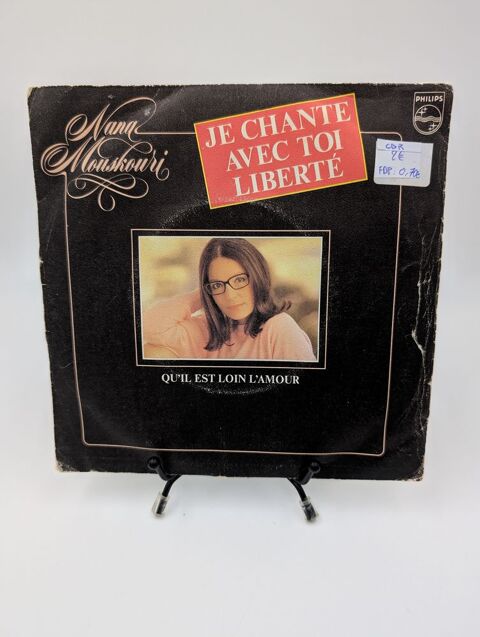 Nana
Mouskouri
JE CHANTE
AVEC TOI
LIBERTÉ
PHILIPS
QU'IL EST LOIN L'AMOUR